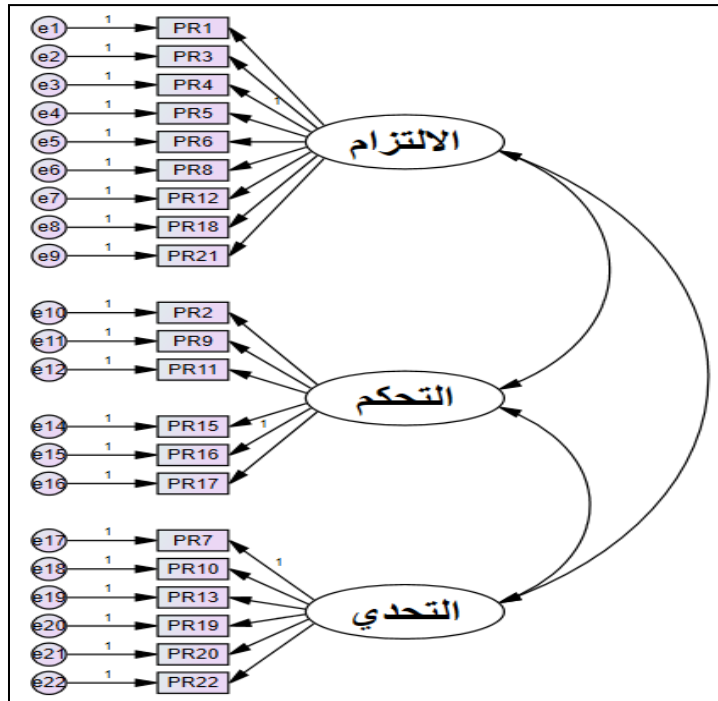 e1 1 PR1
e2 1 PR3
e3 1 PR4
1
e4 1 PR5
e5 1 PR6
الالتزام
e6 1 PR8
e7 1 PR12
e8 1 PR18
e9 1 PR21
e10 1 PR2
e11 1 PR9
e12 1 PR11
التحكم
e14 1 PR15
1
e15 1 PR16
e16 1 PR17
e17 1 PR7
1
e18 1 PR10
e19 1 PR13
التحدي
e20 1 PR19
e21 1 PR20
e22 1 PR22